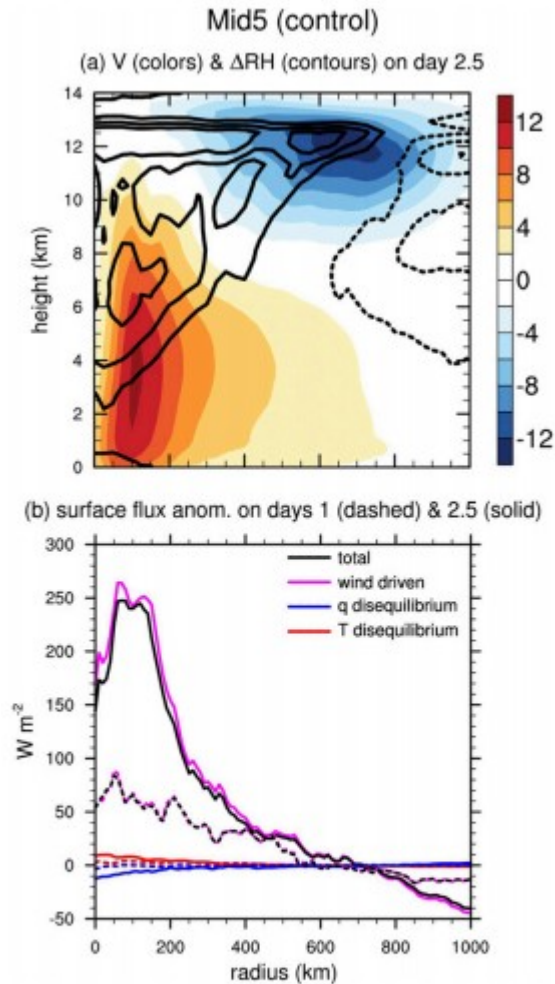 Mid5 (control)
(a) V (colors) & ΔRH (contours) on day 2.5
14
12
10
8
6
4
2
0
height (km)
12
8
4
0
-4
-8
-12
(b) surface flux anom. on days 1 (dashed) & 2.5 (solid)
300
250
200
150
100
50
0
-50
W m⁻²
total
wind driven
q disequilibrium
T disequilibrium
0 200 400 600 800 1000
radius (km)